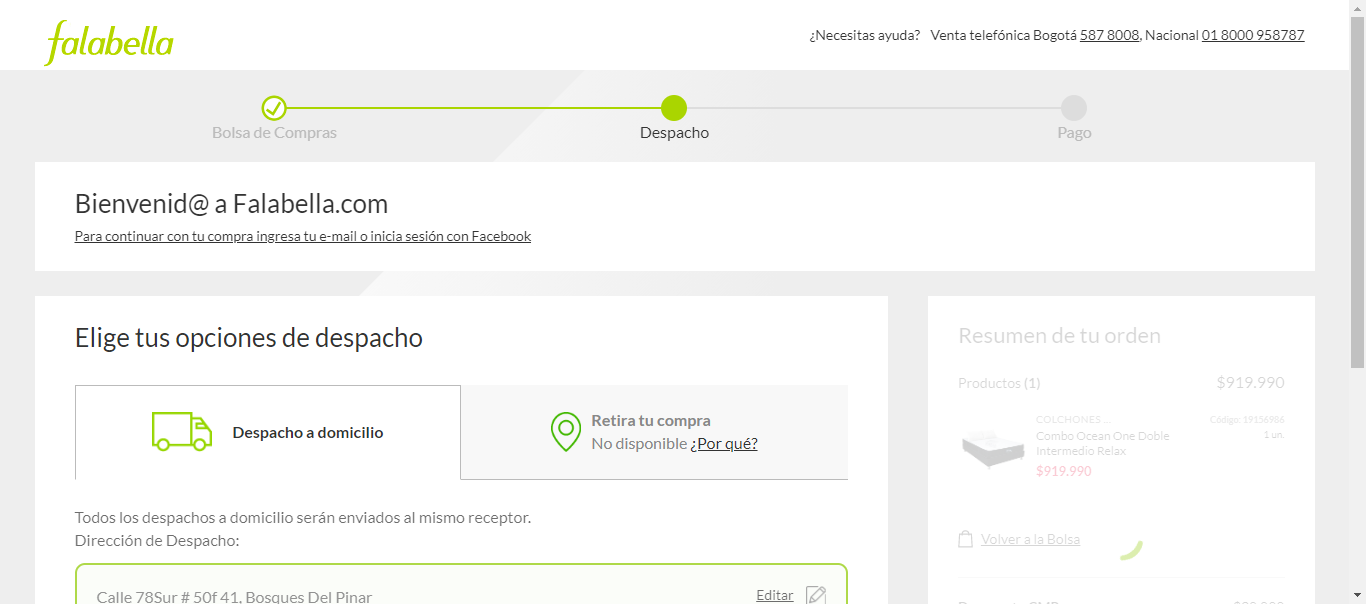 falabella
¿Necesitas ayuda? Venta telefónica Bogotá 587 8008, Nacional 01 8000 958787
Bolsa de Compras
Despacho
Pago
Bienvenid@ a Falabella.com
Para continuar con tu compra ingresa tu e-mail o inicia sesión con Facebook
Elige tus opciones de despacho
Despacho a domicilio
Retira tu compra
No disponible ¿Por qué?
Todos los despachos a domicilio serán enviados al mismo receptor.
Dirección de Despacho:
Calle 78Sur # 50f 41, Bosques Del Pinar
Editar
Resumen de tu orden
Productos (1) $919.990
COLCHONES ... Código: 19156986
Combo Ocean One Doble 1 un.
Intermedio Relax
$919.990
Volver a la Bolsa